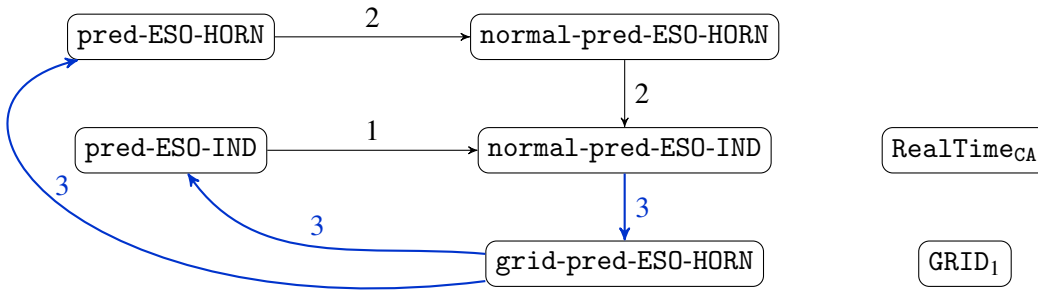 pred-ESO-HORN 2 normal-pred-ESO-HORN
2
pred-ESO-IND 1 normal-pred-ESO-IND RealTime_CA
3 3 3
grid-pred-ESO-HORN GRID₁